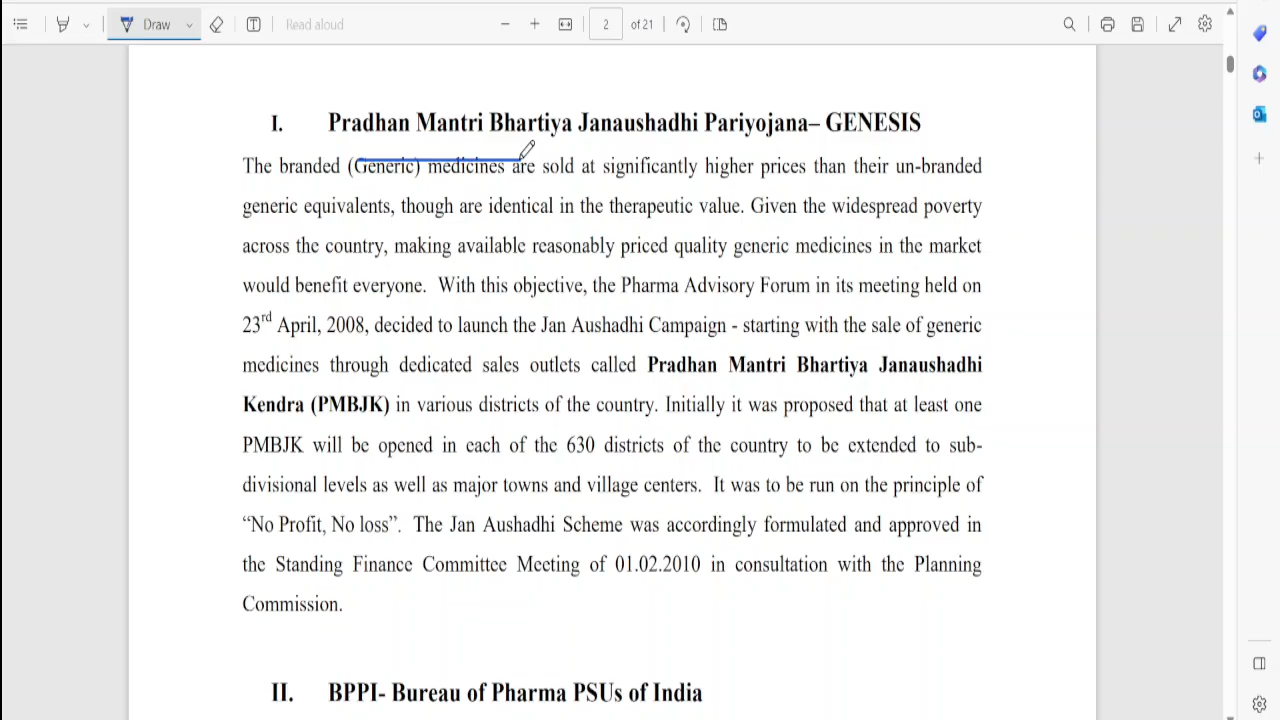 Draw
Read aloud
2 of 21
I. Pradhan Mantri Bhartiya Janaushadhi Pariyojana– GENESIS
The branded (Generic) medicines are sold at significantly higher prices than their un-branded
generic equivalents, though are identical in the therapeutic value. Given the widespread poverty
across the country, making available reasonably priced quality generic medicines in the market
would benefit everyone. With this objective, the Pharma Advisory Forum in its meeting held on
23rd April, 2008, decided to launch the Jan Aushadhi Campaign - starting with the sale of generic
medicines through dedicated sales outlets called Pradhan Mantri Bhartiya Janaushadhi
Kendra (PMBJK) in various districts of the country. Initially it was proposed that at least one
PMBJK will be opened in each of the 630 districts of the country to be extended to sub-
divisional levels as well as major towns and village centers. It was to be run on the principle of
“No Profit, No loss”. The Jan Aushadhi Scheme was accordingly formulated and approved in
the Standing Finance Committee Meeting of 01.02.2010 in consultation with the Planning
Commission.
II. BPPI- Bureau of Pharma PSUs of India